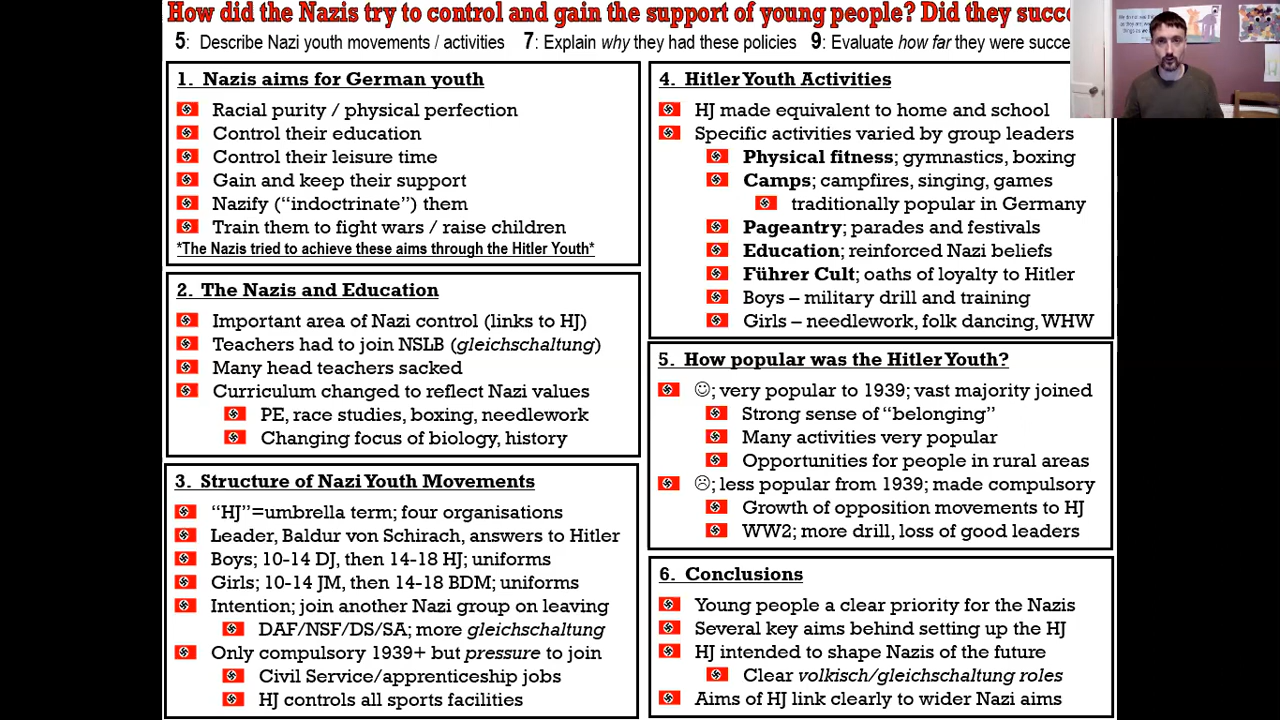 How did the Nazis try to control and gain the support of young people? Did they succ
5: Describe Nazi youth movements / activities 7: Explain why they had these policies 9: Evaluate how far they were succe
1. Nazis aims for German youth
Racial purity / physical perfection
Control their education
Control their leisure time
Gain and keep their support
Nazify (“indoctrinate”) them
Train them to fight wars / raise children
*The Nazis tried to achieve these aims through the Hitler Youth*
2. The Nazis and Education
Important area of Nazi control (links to HJ)
Teachers had to join NSLB (gleichschaltung)
Many head teachers sacked
Curriculum changed to reflect Nazi values
PE, race studies, boxing, needlework
Changing focus of biology, history
3. Structure of Nazi Youth Movements
“HJ”=umbrella term; four organisations
Leader, Baldur von Schirach, answers to Hitler
Boys; 10-14 DJ, then 14-18 HJ; uniforms
Girls; 10-14 JM, then 14-18 BDM; uniforms
Intention; join another Nazi group on leaving
DAF/NSF/DS/SA; more gleichschaltung
Only compulsory 1939+ but pressure to join
Civil Service/apprenticeship jobs
HJ controls all sports facilities
4. Hitler Youth Activities
HJ made equivalent to home and school
Specific activities varied by group leaders
Physical fitness; gymnastics, boxing
Camps; campfires, singing, games
traditionally popular in Germany
Pageantry; parades and festivals
Education; reinforced Nazi beliefs
Führer Cult; oaths of loyalty to Hitler
Boys – military drill and training
Girls – needlework, folk dancing, WHW
5. How popular was the Hitler Youth?
☺; very popular to 1939; vast majority joined
Strong sense of “belonging”
Many activities very popular
Opportunities for people in rural areas
☹; less popular from 1939; made compulsory
Growth of opposition movements to HJ
WW2; more drill, loss of good leaders
6. Conclusions
Young people a clear priority for the Nazis
Several key aims behind setting up the HJ
HJ intended to shape Nazis of the future
Clear volkisch/gleichschaltung roles
Aims of HJ link clearly to wider Nazi aims